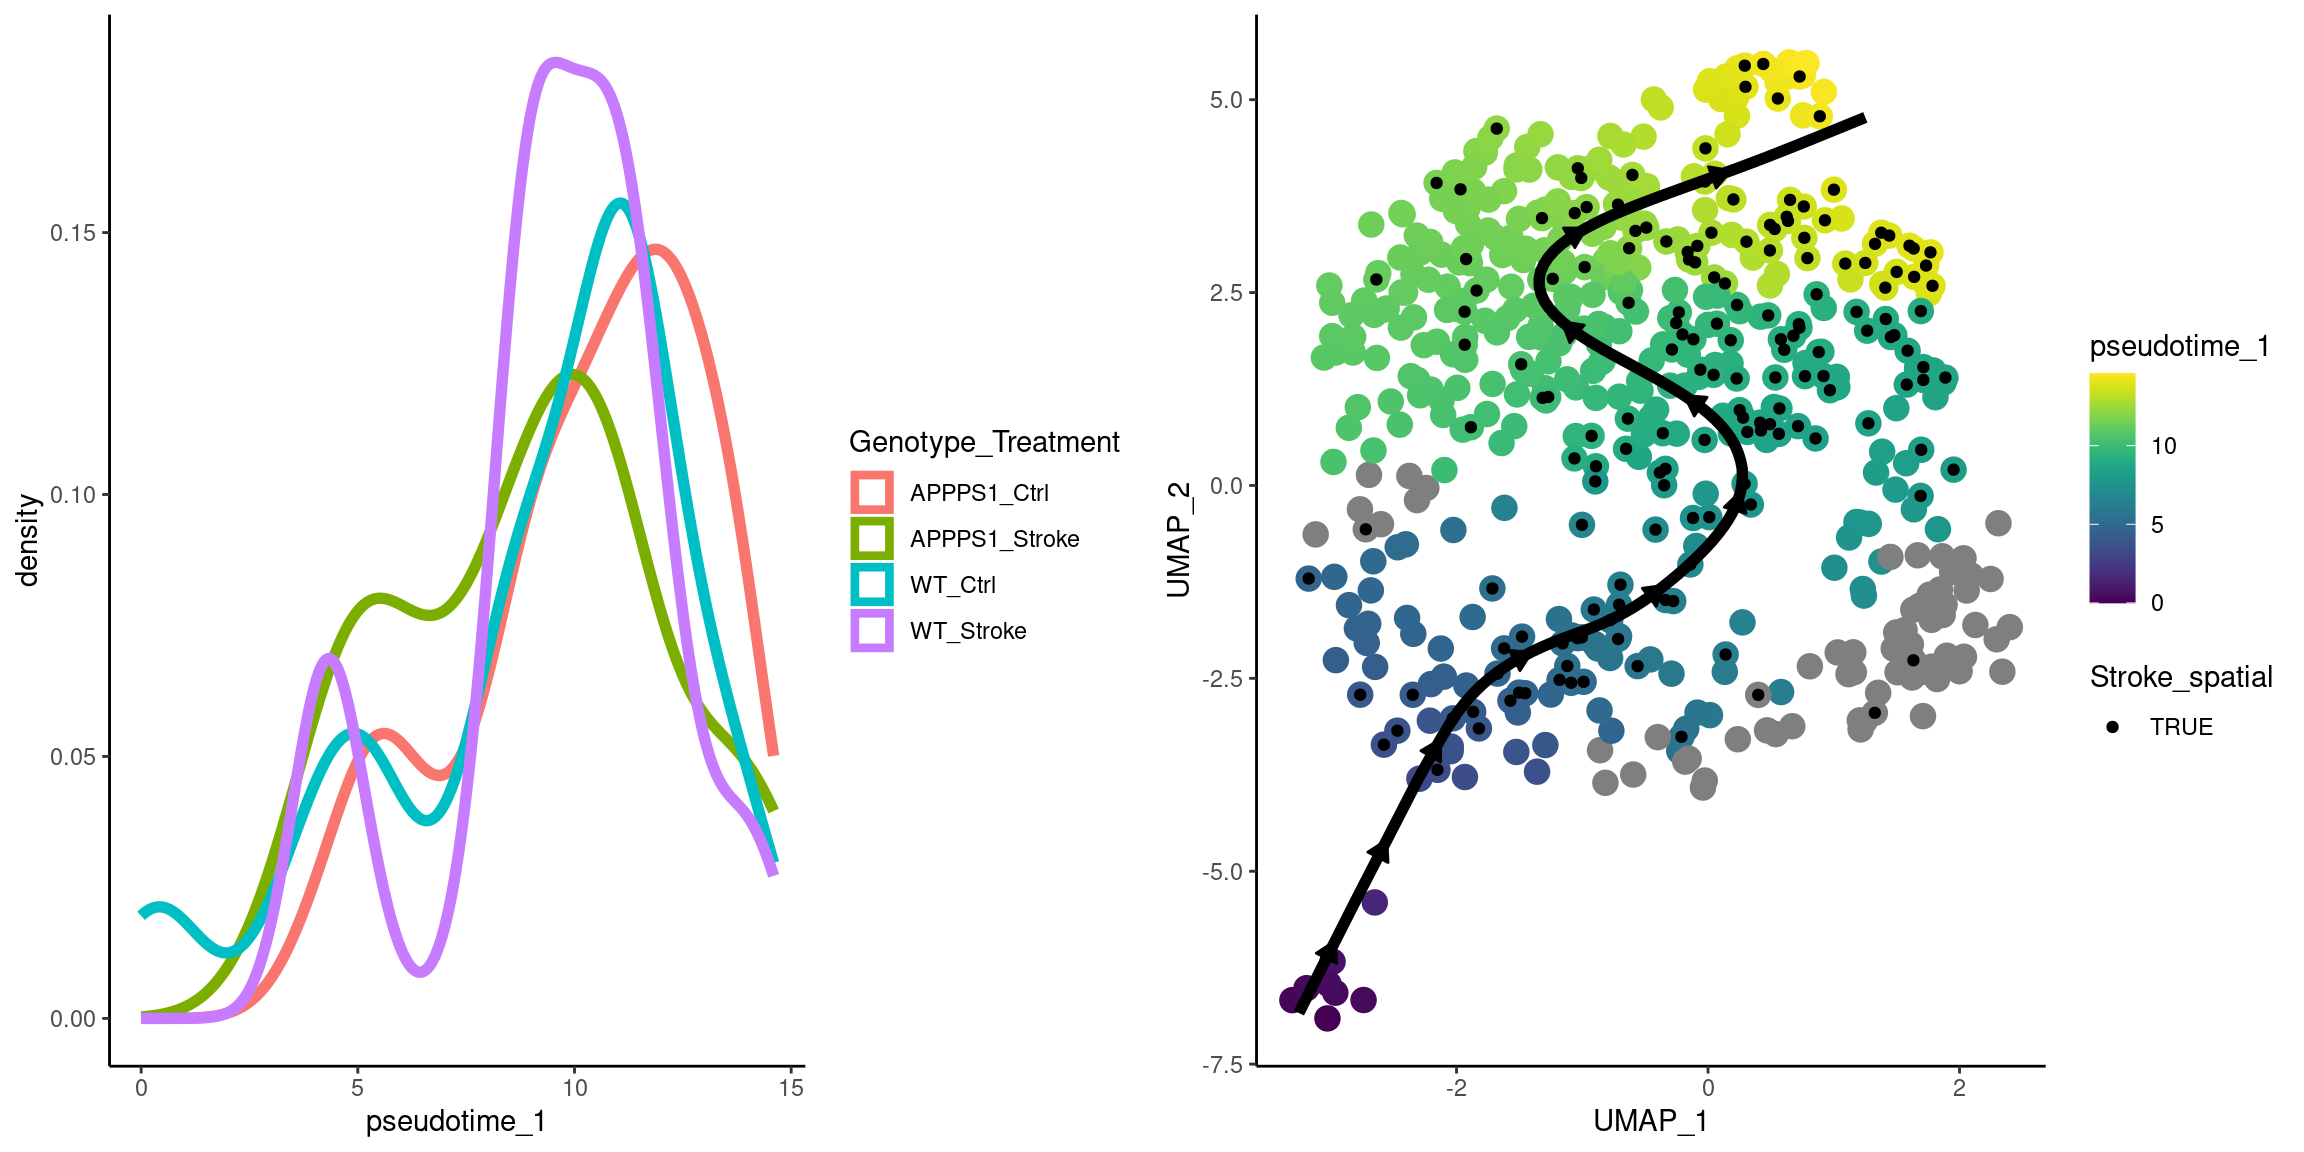 density
0.15
0.10
0.05
0.00
0
5
10
15
pseudotime_1
Genotype_Treatment
APPPS1_Ctrl
APPPS1_Stroke
WT_Ctrl
WT_Stroke
UMAP_2
5.0
2.5
0.0
-2.5
-5.0
-7.5
-2
0
2
UMAP_1
pseudotime_1
10
5
0
Stroke_spatial
TRUE